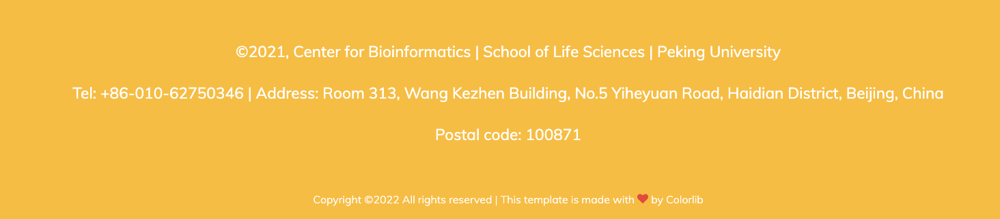 ©2021, Center for Bioinformatics | School of Life Sciences | Peking University
Tel: +86-010-62750346 | Address: Room 313, Wang Kezhen Building, No.5 Yiheyuan Road, Haidian District, Beijing, China
Postal code: 100871
Copyright ©2022 All rights reserved | This template is made with ❤ by Colorlib